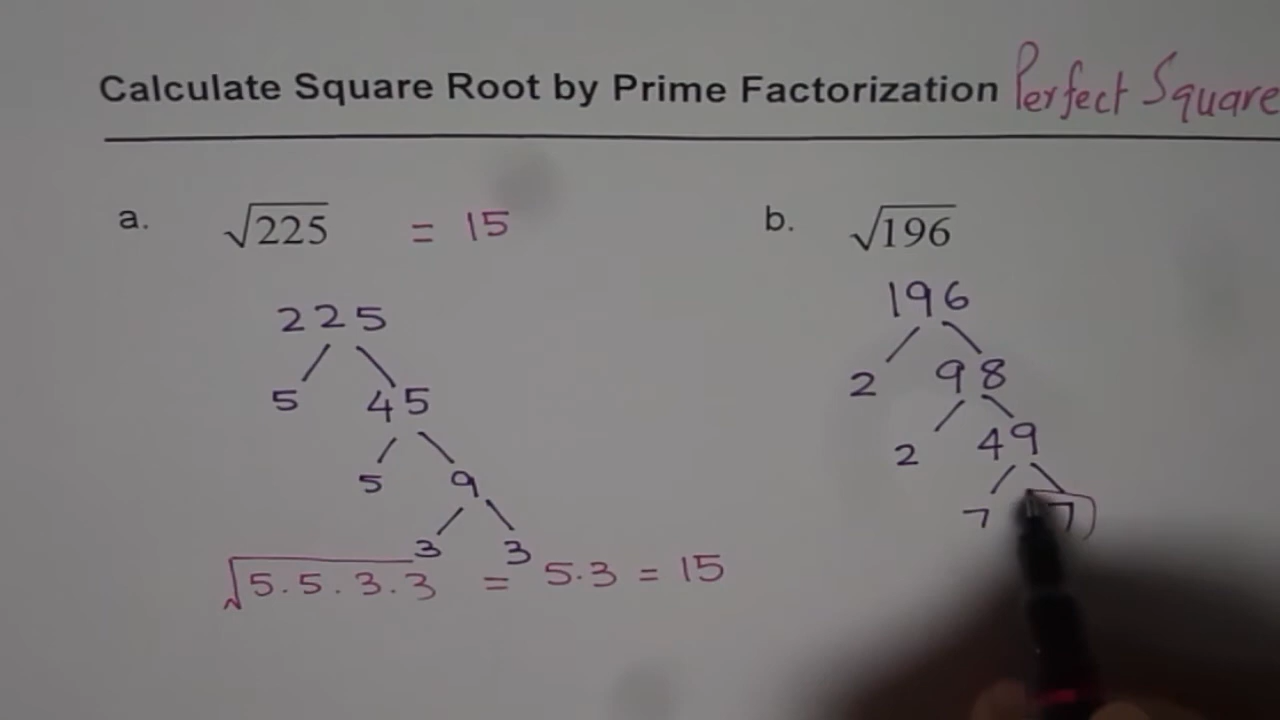 Calculate Square Root by Prime Factorization Perfect Square
a. √225 = 15
b. √196
225
196
5 45
2 98
5 9
2 49
3 3
7 7
√5.5.3.3 = 5.3 = 15